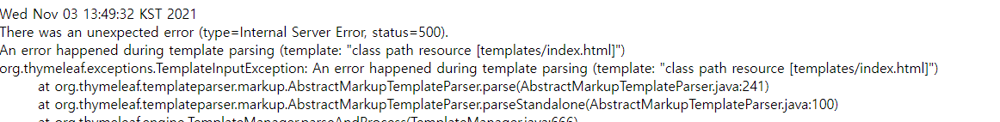 Wed Nov 03 13:49:32 KST 2021
There was an unexpected error (type=Internal Server Error, status=500).
An error happened during template parsing (template: "class path resource [templates/index.html]")
org.thymeleaf.exceptions.TemplateInputException: An error happened during template parsing (template: "class path resource [templates/index.html]")
at org.thymeleaf.templateparser.markup.AbstractMarkupTemplateParser.parse(AbstractMarkupTemplateParser.java:241)
at org.thymeleaf.templateparser.markup.AbstractMarkupTemplateParser.parseStandalone(AbstractMarkupTemplateParser.java:100)
at org.thymeleaf.engine.TemplateManager.parseAndProcess(TemplateManager.java:666)